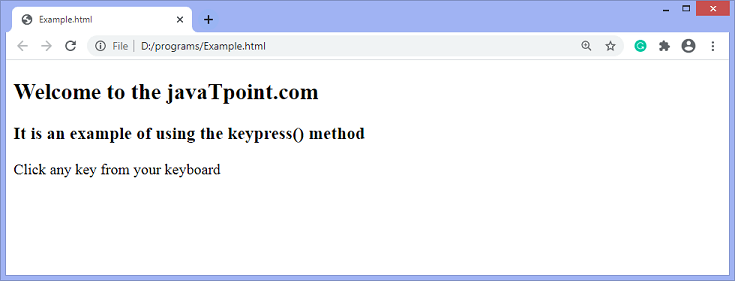 Example.html
File | D:/programs/Example.html
Welcome to the javaTpoint.com
It is an example of using the keypress() method
Click any key from your keyboard